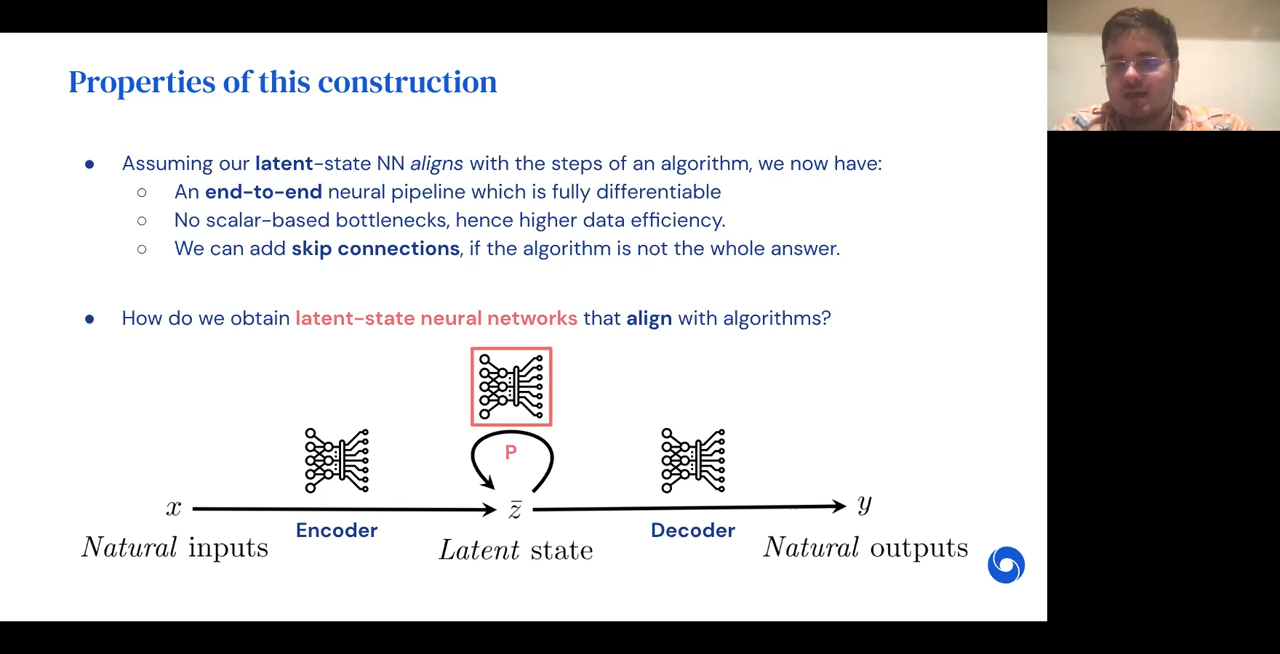 Properties of this construction
● Assuming our latent-state NN aligns with the steps of an algorithm, we now have:
○ An end-to-end neural pipeline which is fully differentiable
○ No scalar-based bottlenecks, hence higher data efficiency.
○ We can add skip connections, if the algorithm is not the whole answer.
● How do we obtain latent-state neural networks that align with algorithms?
P
x
z̄
y
Encoder
Decoder
Natural inputs
Latent state
Natural outputs